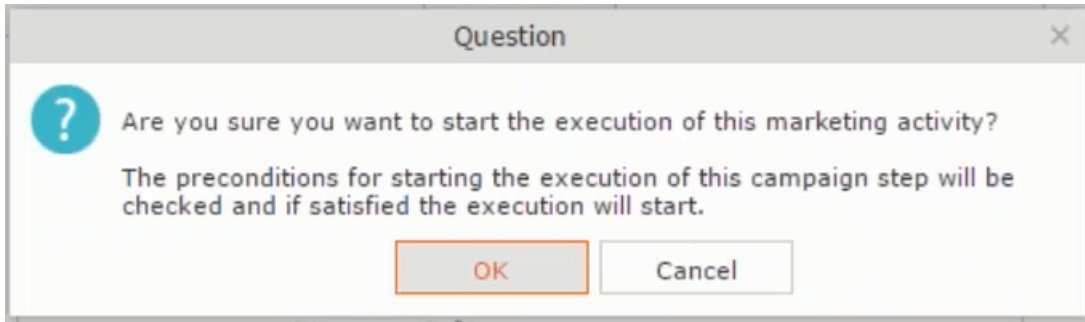 Question
Are you sure you want to start the execution of this marketing activity?
The preconditions for starting the execution of this campaign step will be
checked and if satisfied the execution will start.
OK
Cancel